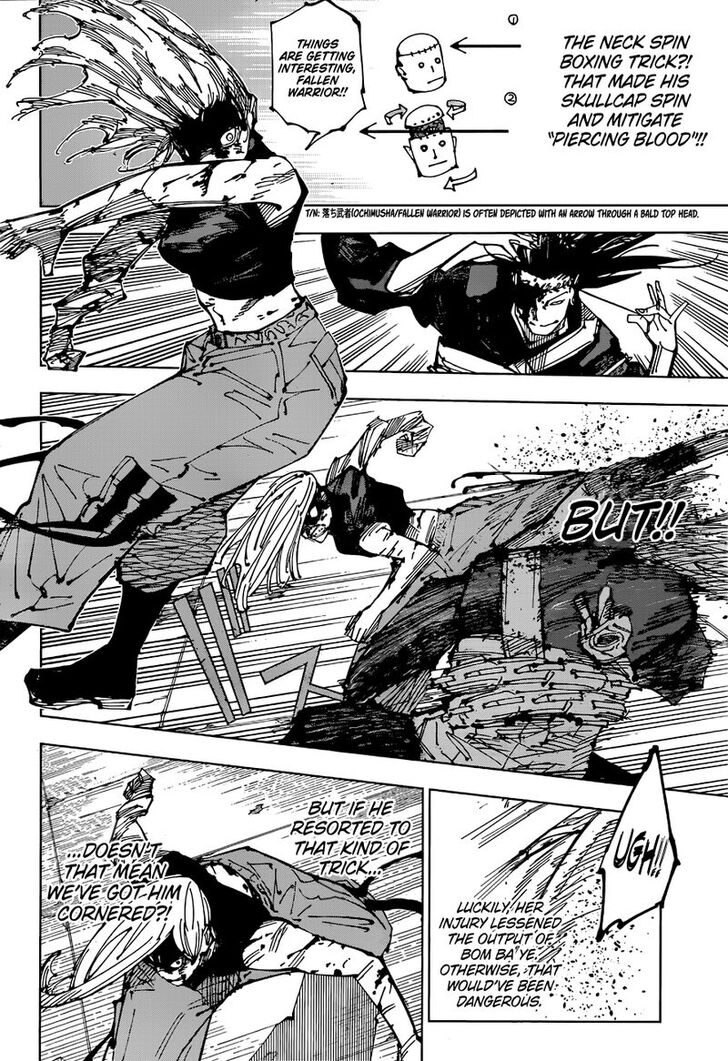 THE NECK SPIN
BOXING TRICK?!
THAT MADE HIS
SKULLCAP SPIN
AND MITIGATE
"PIERCING BLOOD"!!
①
②
THINGS
ARE GETTING
INTERESTING,
FALLEN
WARRIOR!!
T/N: 落ち武者(OCHIMUSHA/FALLEN WARRIOR) IS OFTEN DEPICTED WITH AN ARROW THROUGH A BALD TOP HEAD.
BUT!!
UGH!!
LUCKILY, HER
INJURY LESSENED
THE OUTPUT OF
BOM BA YE.
OTHERWISE, THAT
WOULD'VE BEEN
DANGEROUS.
BUT IF HE
RESORTED TO
THAT KIND OF
TRICK...
...DOESN'T
THAT MEAN
WE'VE GOT HIM
CORNERED?!